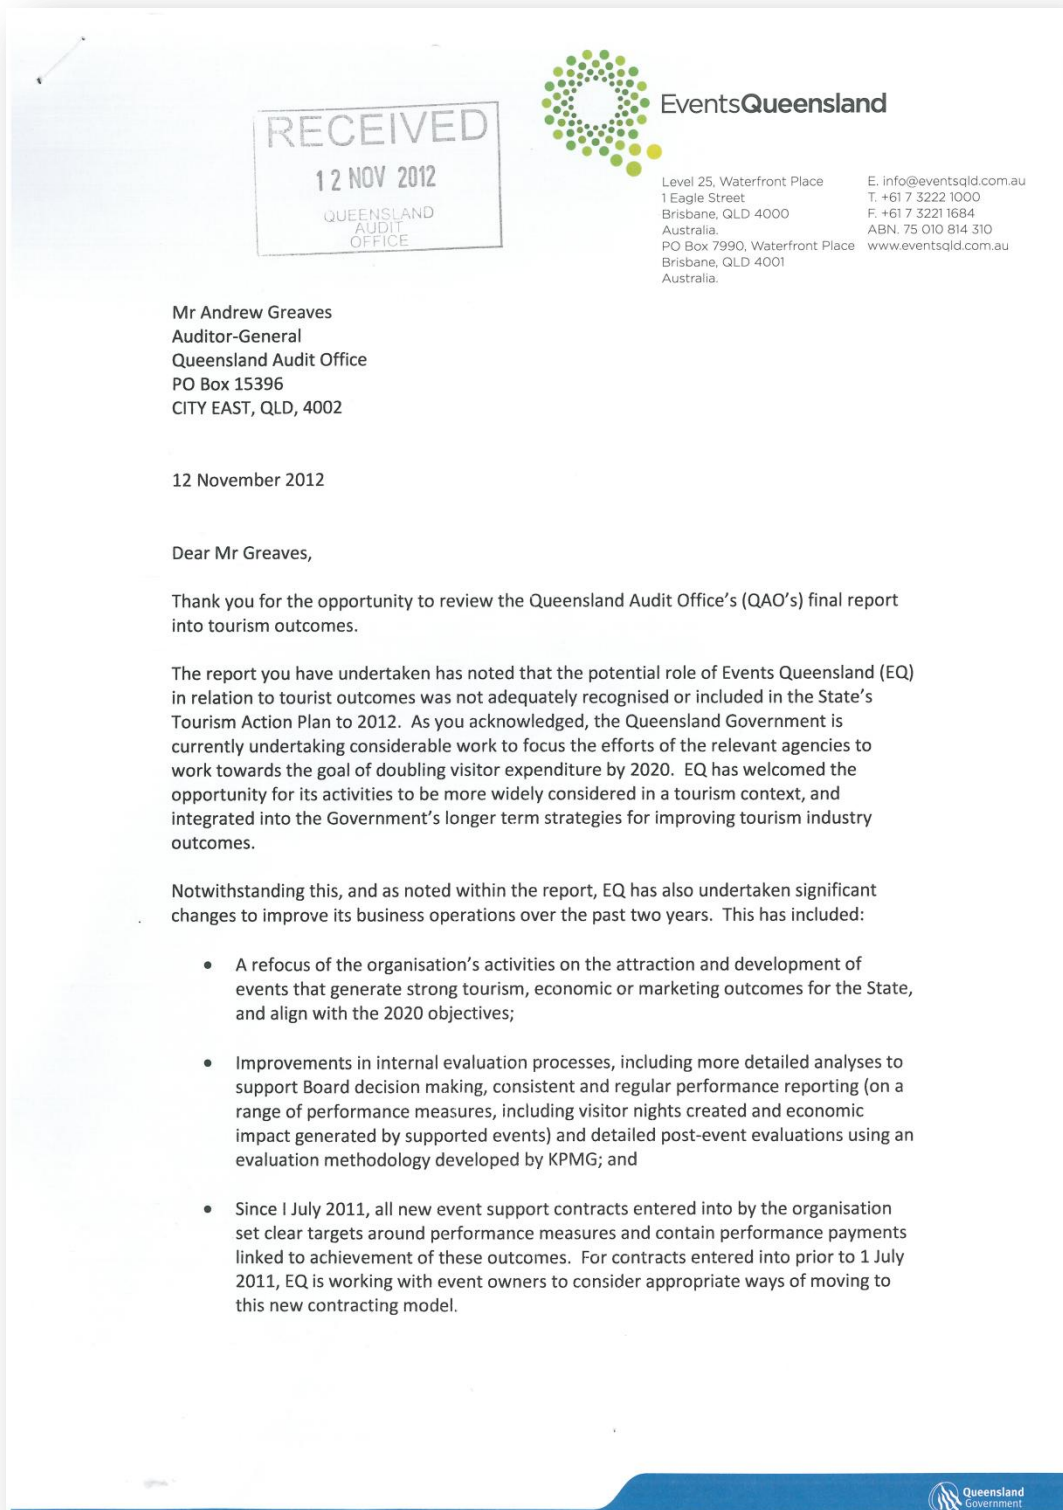 RECEIVED
12 NOV 2012
QUEENSLAND
AUDIT
OFFICE
EventsQueensland
Level 25, Waterfront Place
1 Eagle Street
Brisbane, QLD 4000
Australia.
PO Box 7990, Waterfront Place
Brisbane, QLD 4001
Australia.
E. info@eventsqld.com.au
T. +61 7 3222 1000
F. +61 7 3221 1684
ABN. 75 010 814 310
www.eventsqld.com.au
Mr Andrew Greaves
Auditor-General
Queensland Audit Office
PO Box 15396
CITY EAST, QLD, 4002
12 November 2012
Dear Mr Greaves,
Thank you for the opportunity to review the Queensland Audit Office's (QAO's) final report
into tourism outcomes.
The report you have undertaken has noted that the potential role of Events Queensland (EQ)
in relation to tourist outcomes was not adequately recognised or included in the State's
Tourism Action Plan to 2012.  As you acknowledged, the Queensland Government is
currently undertaking considerable work to focus the efforts of the relevant agencies to
work towards the goal of doubling visitor expenditure by 2020.  EQ has welcomed the
opportunity for its activities to be more widely considered in a tourism context, and
integrated into the Government's longer term strategies for improving tourism industry
outcomes.
Notwithstanding this, and as noted within the report, EQ has also undertaken significant
changes to improve its business operations over the past two years.  This has included:
• A refocus of the organisation's activities on the attraction and development of
events that generate strong tourism, economic or marketing outcomes for the State,
and align with the 2020 objectives;
• Improvements in internal evaluation processes, including more detailed analyses to
support Board decision making, consistent and regular performance reporting (on a
range of performance measures, including visitor nights created and economic
impact generated by supported events) and detailed post-event evaluations using an
evaluation methodology developed by KPMG; and
• Since I July 2011, all new event support contracts entered into by the organisation
set clear targets around performance measures and contain performance payments
linked to achievement of these outcomes.  For contracts entered into prior to 1 July
2011, EQ is working with event owners to consider appropriate ways of moving to
this new contracting model.
Queensland
Government